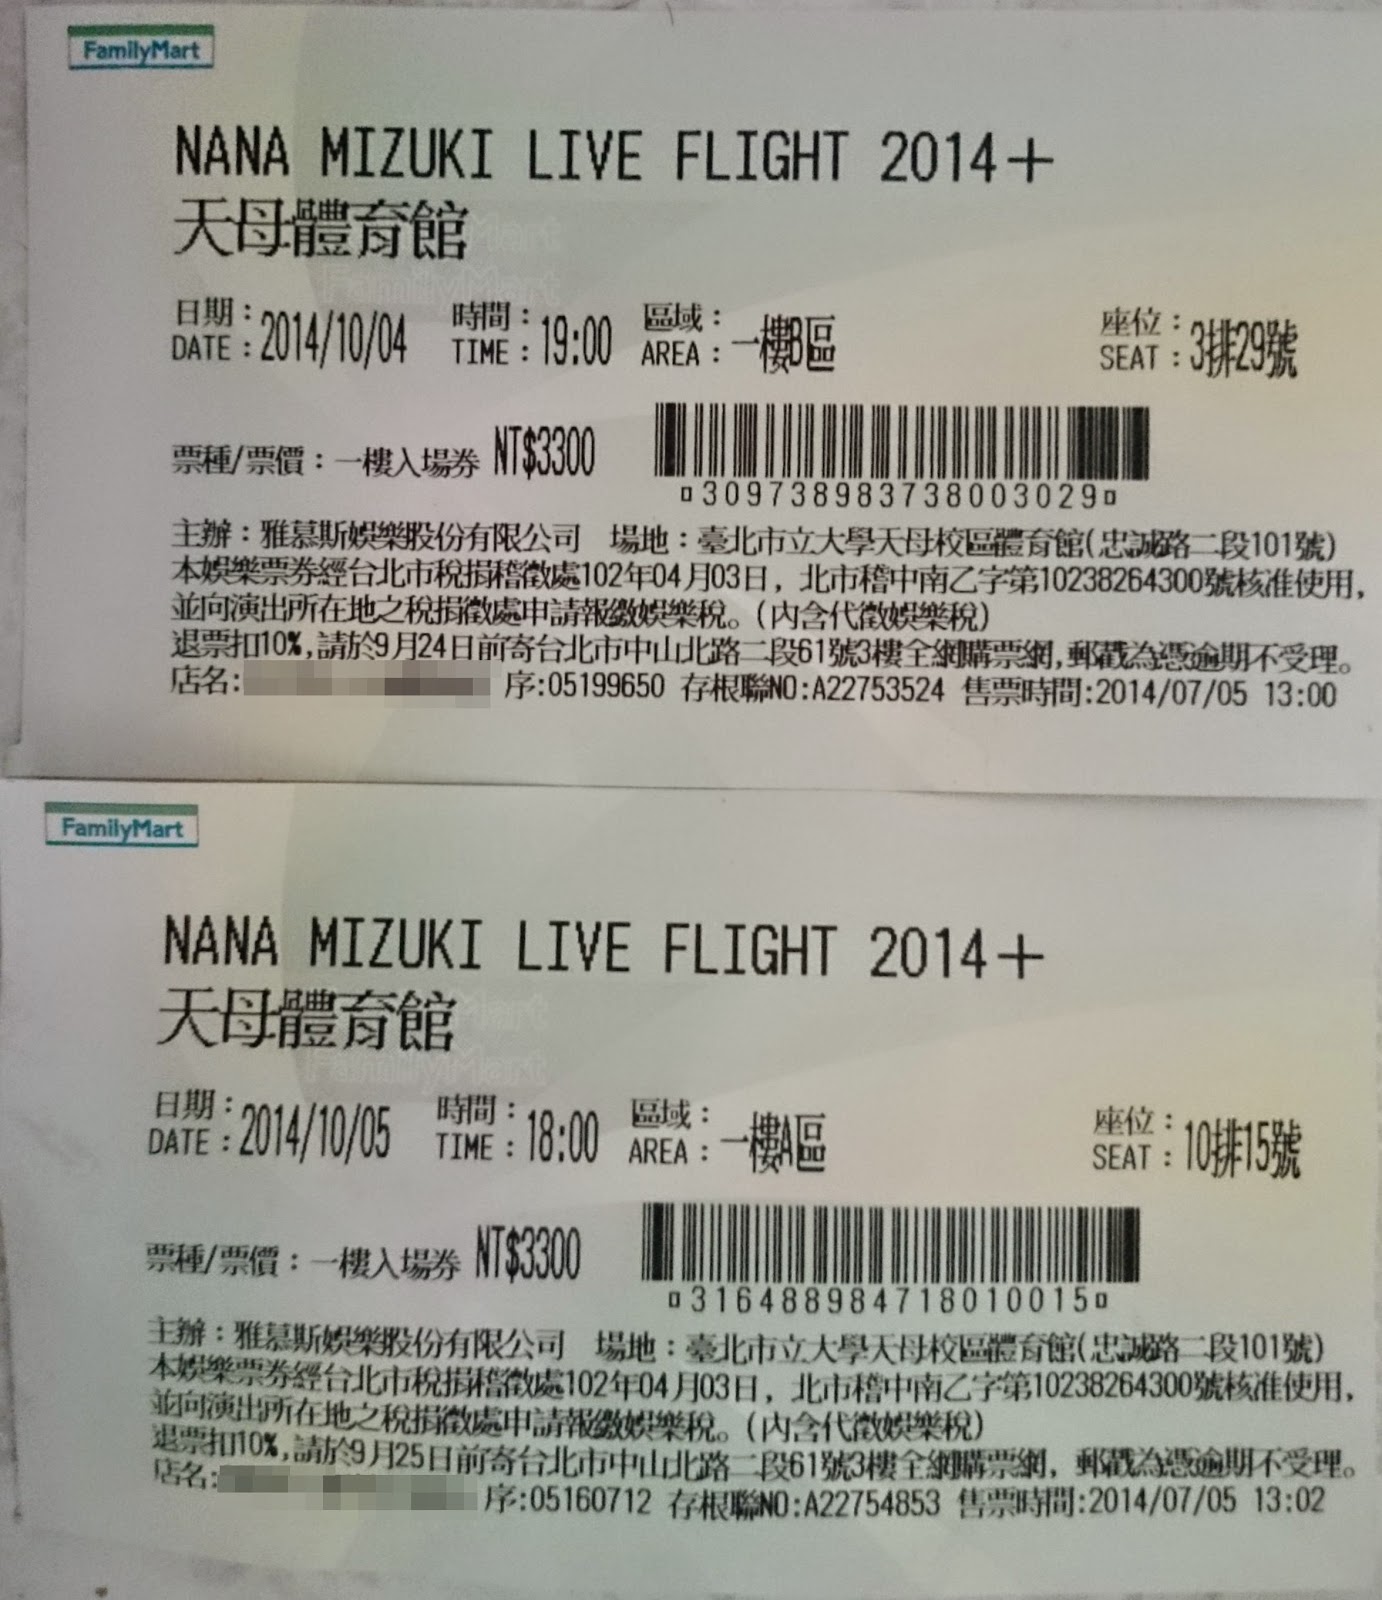 FamilyMart
NANA MIZUKI LIVE FLIGHT 2014+
天母體育館
日期: 時間: 區域: 座位:
DATE:2014/10/04 TIME:19:00 AREA:一樓B區 SEAT:3排29號
票種/票價:一樓入場券 NT$3300
309738983738003029
主辦:雅慕斯娛樂股份有限公司 場地:臺北市立大學天母校區體育館(忠誠路二段101號)
本娛樂票券經台北市稅捐稽徵處102年04月03日,北市稽中南乙字第10238264300號核准使用,
並向演出所在地之稅捐徵處申請報繳娛樂稅。(內含代徵娛樂稅)
退票扣10%,請於9月24日前寄台北市中山北路二段61號3樓全網購票網,郵戳為憑逾期不受理。
店名: 序:05199650 存根聯NO:A22753524 售票時間:2014/07/05 13:00
FamilyMart
NANA MIZUKI LIVE FLIGHT 2014+
天母體育館
日期: 時間: 區域: 座位:
DATE:2014/10/05 TIME:18:00 AREA:一樓A區 SEAT:10排15號
票種/票價:一樓入場券 NT$3300
316488984718010015
主辦:雅慕斯娛樂股份有限公司 場地:臺北市立大學天母校區體育館(忠誠路二段101號)
本娛樂票券經台北市稅捐稽徵處102年04月03日,北市稽中南乙字第10238264300號核准使用,
並向演出所在地之稅捐徵處申請報繳娛樂稅。(內含代徵娛樂稅)
退票扣10%,請於9月25日前寄台北市中山北路二段61號3樓全網購票網,郵戳為憑逾期不受理。
店名: 序:05160712 存根聯NO:A22754853 售票時間:2014/07/05 13:02